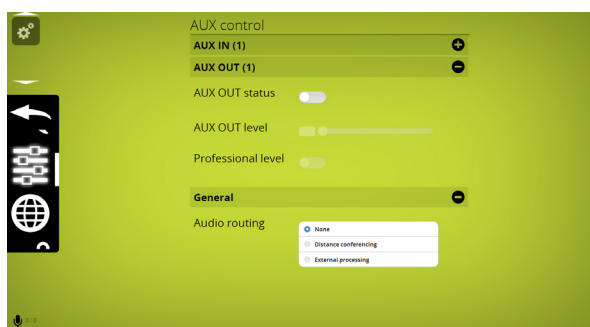 AUX control
AUX IN (1)
AUX OUT (1)
AUX OUT status
AUX OUT level
Professional level
General
Audio routing
None
Distance conferencing
External processing